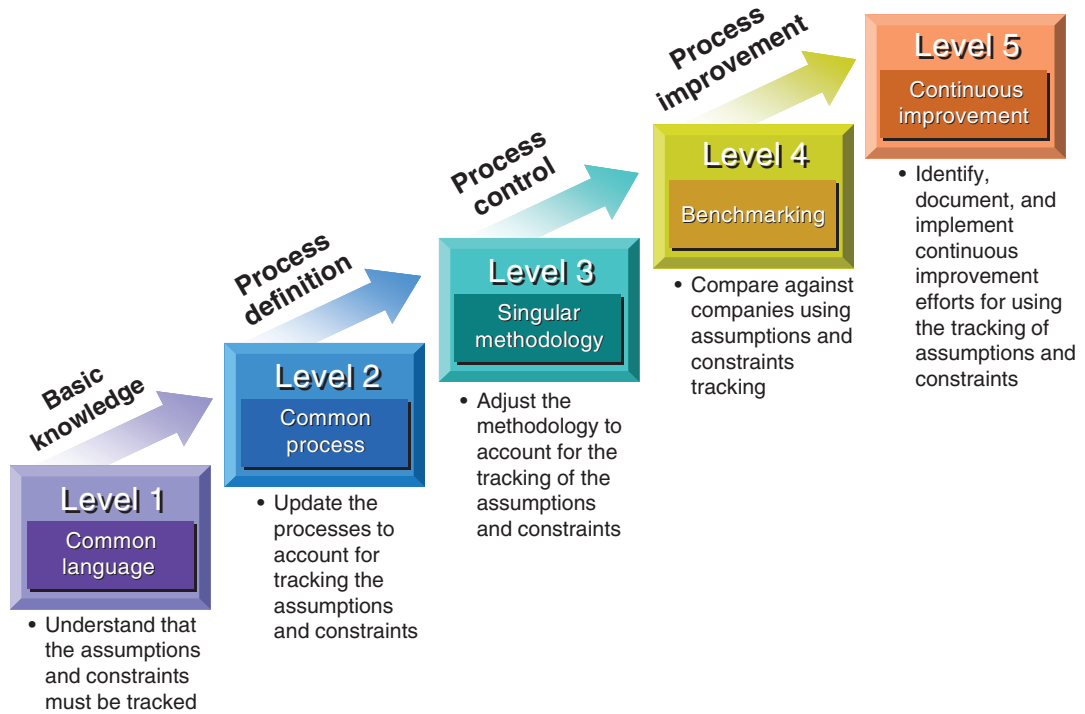 Basic
knowledge
Level 1
Common
language
• Understand that
the assumptions
and constraints
must be tracked
Process
definition
Level 2
Common
process
• Update the
processes to
account for
tracking the
assumptions
and constraints
Process
control
Level 3
Singular
methodology
• Adjust the
methodology to
account for the
tracking of the
assumptions
and constraints
Process
improvement
Level 4
Benchmarking
• Compare against
companies using
assumptions and
constraints
tracking
Level 5
Continuous
improvement
• Identify,
document, and
implement
continuous
improvement
efforts for using
the tracking of
assumptions and
constraints